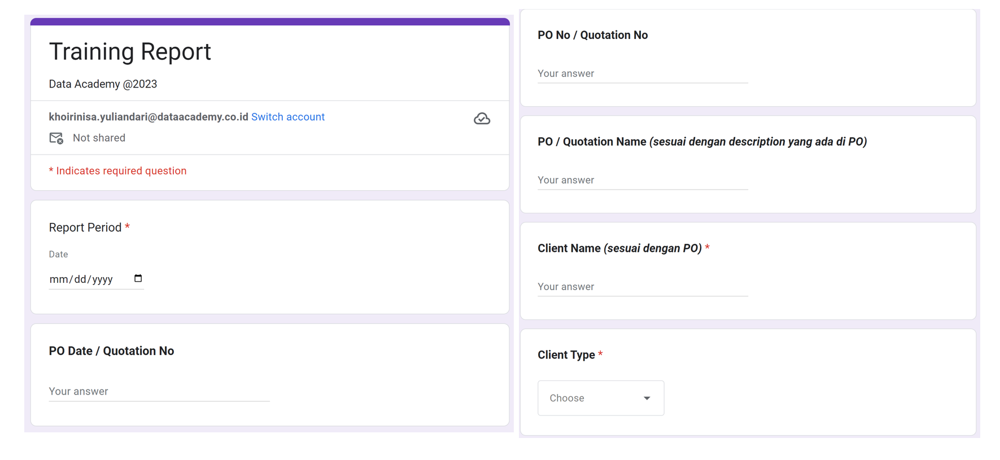 Training Report
Data Academy @2023
khoirinisa.yuliandari@dataacademy.co.id Switch account
Not shared
* Indicates required question
Report Period *
Date
mm/dd/yyyy
PO Date / Quotation No
Your answer
PO No / Quotation No
Your answer
PO / Quotation Name (sesuai dengan description yang ada di PO)
Your answer
Client Name (sesuai dengan PO) *
Your answer
Client Type *
Choose